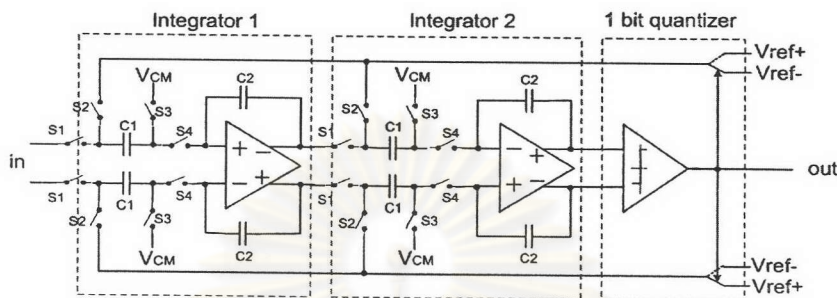 Integrator 1
Integrator 2
1 bit quantizer
Vref+
Vref-
VCM
VCM
C2
C2
S2
S3
S2
S3
S1
C1
S4
S1
C1
S4
+
−
+
−
in
−
+
−
+
out
S1
C1
S4
S1
C1
S4
S2
S3
S2
S3
C2
C2
VCM
VCM
Vref-
Vref+